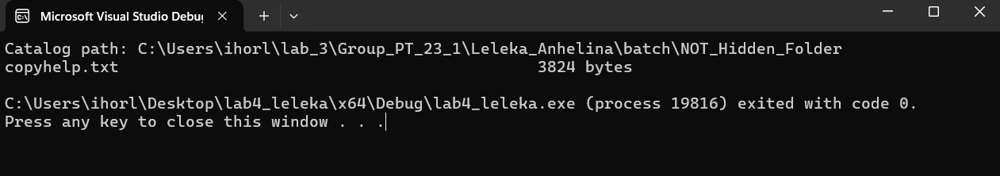 Microsoft Visual Studio Debug
Catalog path: C:\Users\ihorl\lab_3\Group_PT_23_1\Leleka_Anhelina\batch\NOT_Hidden_Folder
copyhelp.txt 3824 bytes
C:\Users\ihorl\Desktop\lab4_leleka\x64\Debug\lab4_leleka.exe (process 19816) exited with code 0.
Press any key to close this window . . .